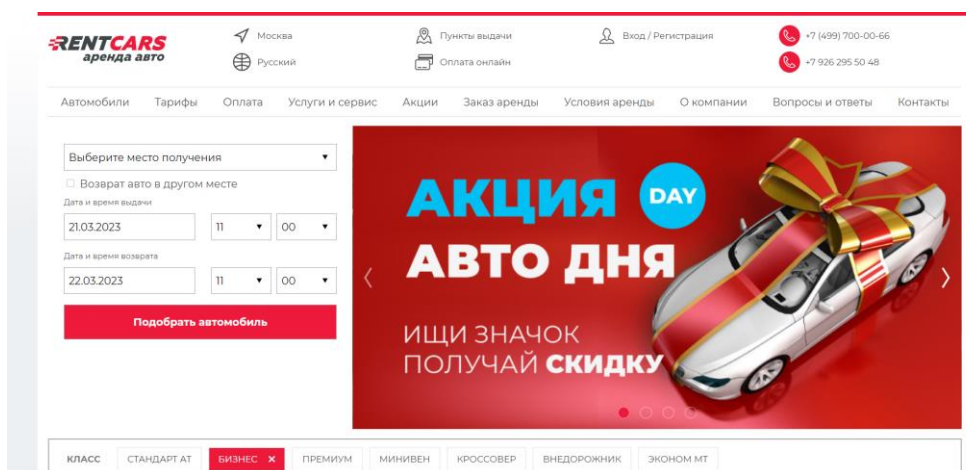 RENTCARS
аренда авто
Москва
Русский
Пункты выдачи
Оплата онлайн
Вход / Регистрация
+7 (499) 700-00-66
+7 926 295 50 48
Автомобили Тарифы Оплата Услуги и сервис Акции Заказ аренды Условия аренды О компании Вопросы и ответы Контакты
Выберите место получения
Возврат авто в другом месте
Дата и время выдачи
21.03.2023 11 00
Дата и время возврата
22.03.2023 11 00
Подобрать автомобиль
АКЦИЯ DAY
АВТО ДНЯ
ИЩИ ЗНАЧОК
ПОЛУЧАЙ СКИДКУ
КЛАСС СТАНДАРТ АТ БИЗНЕС × ПРЕМИУМ МИНИВЕН КРОССОВЕР ВНЕДОРОЖНИК ЭКОНОМ МТ